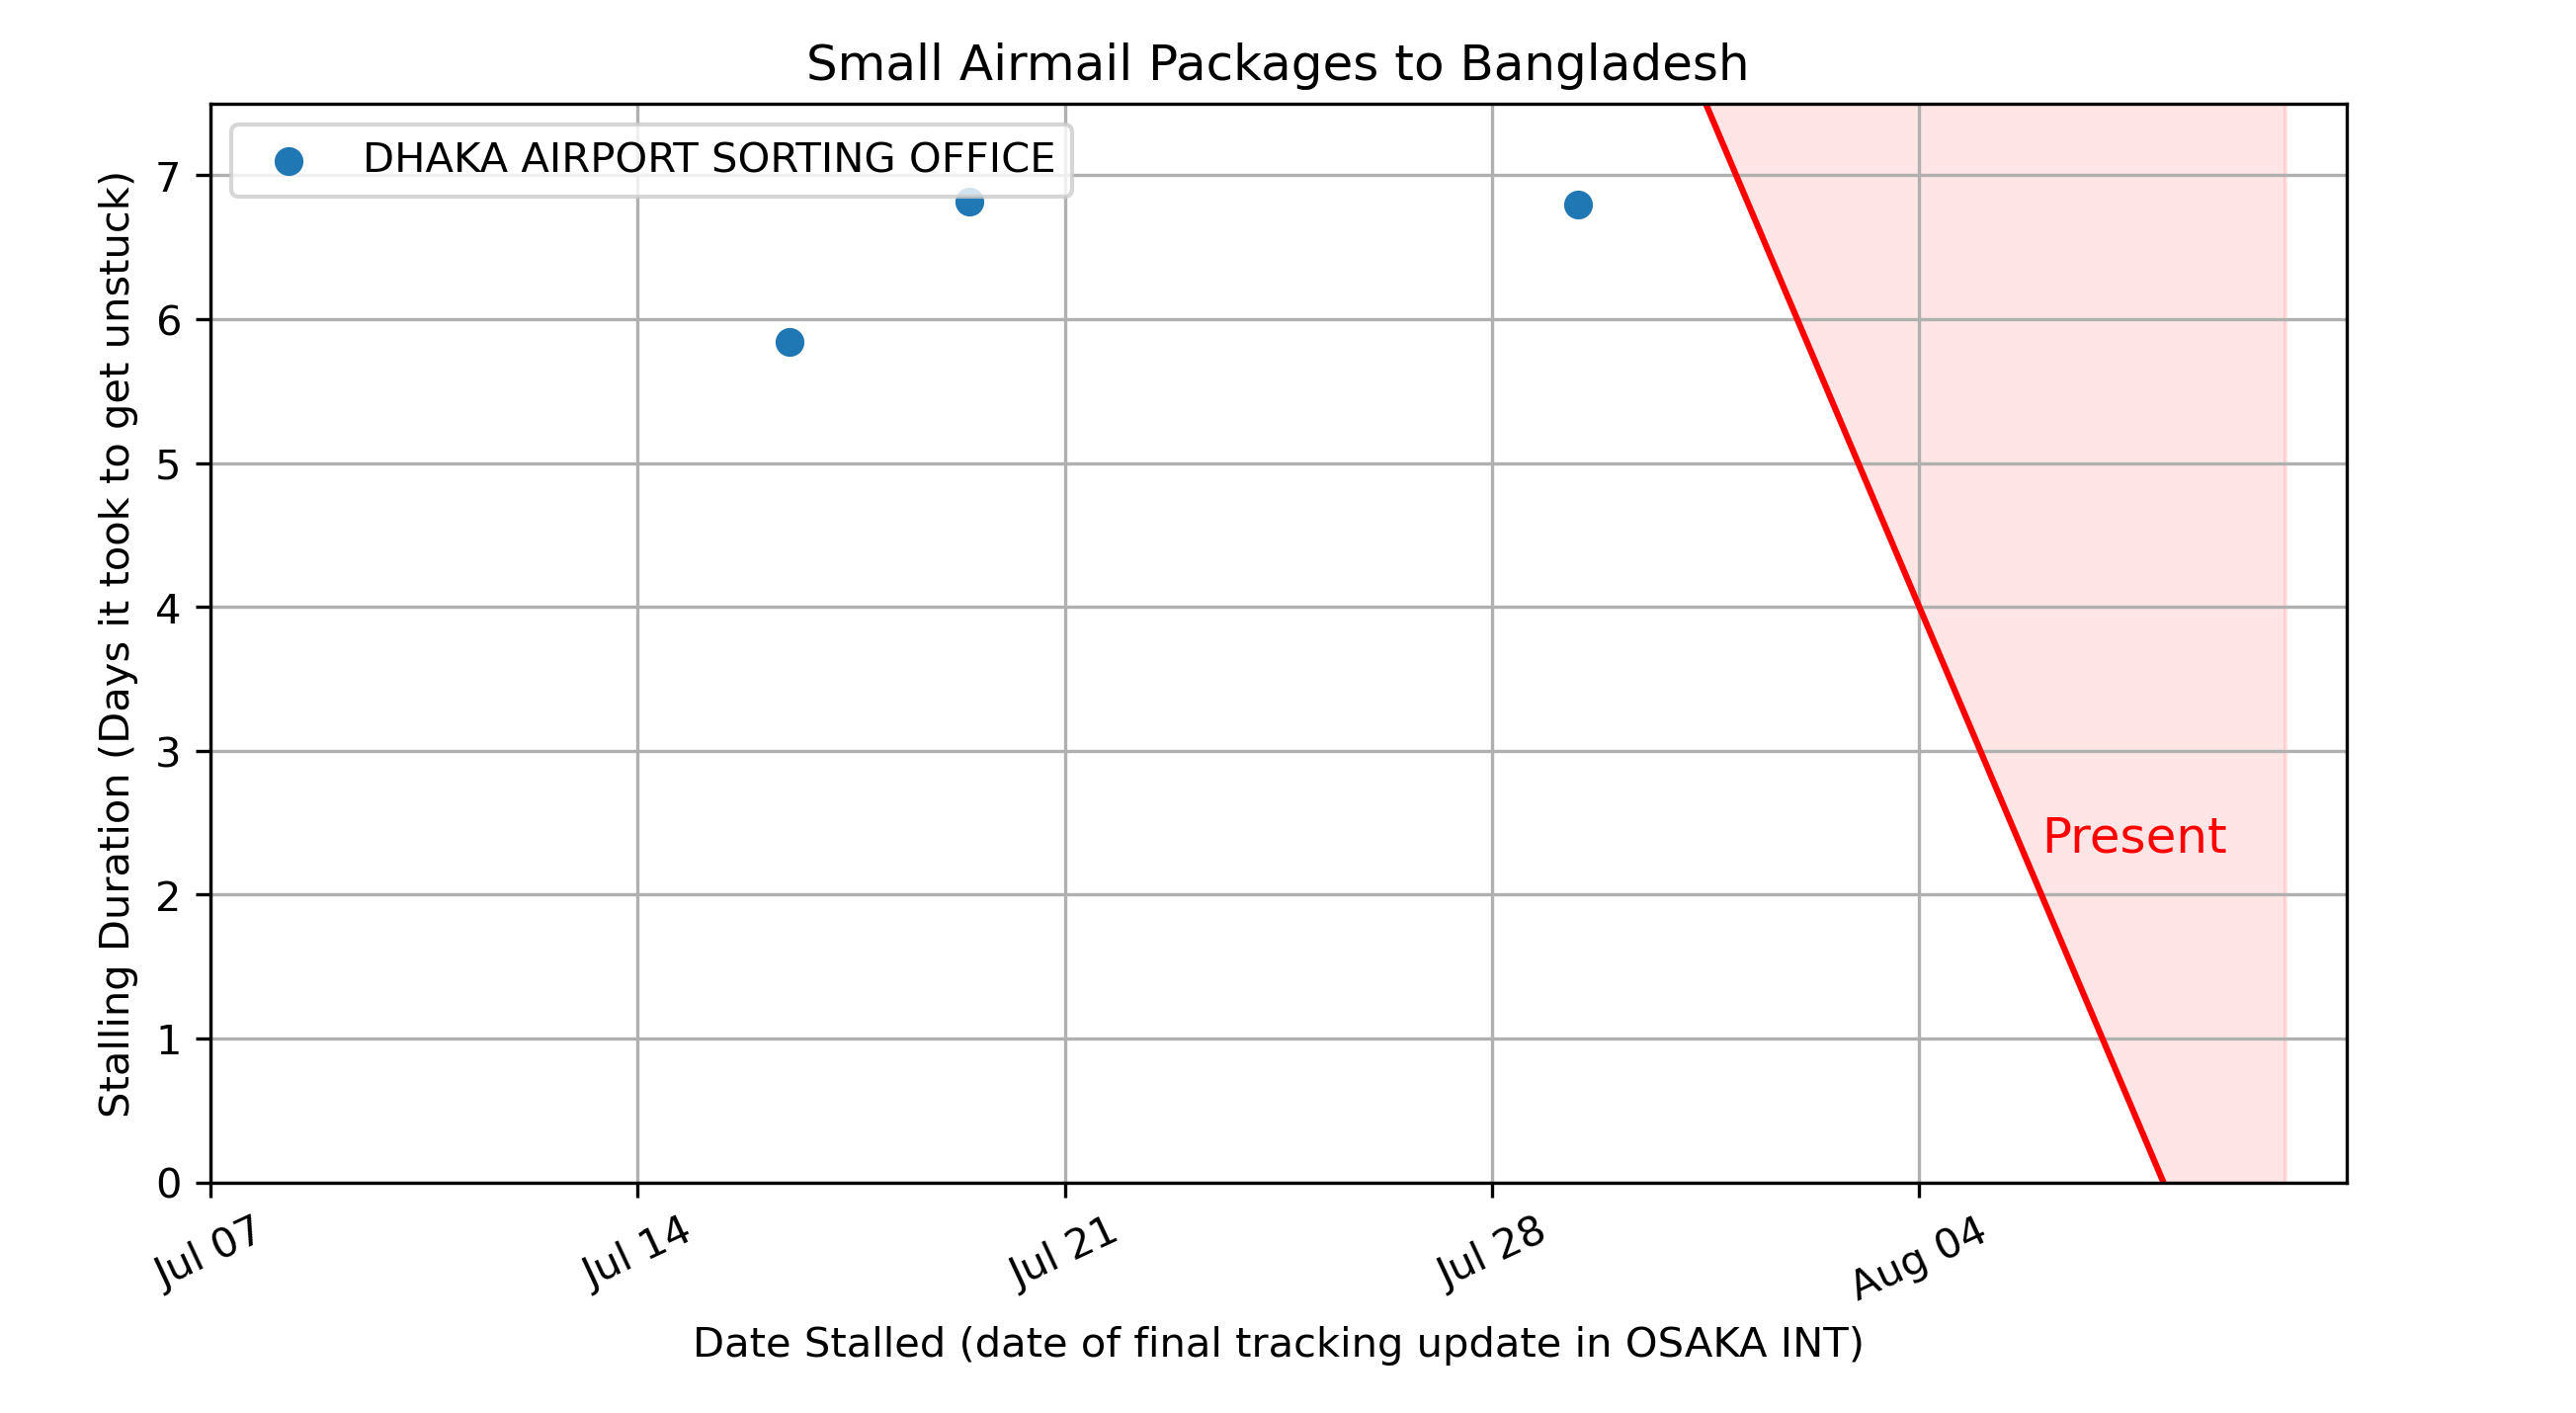 Small Airmail Packages to Bangladesh
DHAKA AIRPORT SORTING OFFICE
Stalling Duration (Days it took to get unstuck)
7
6
5
4
3
2
1
0
Present
Jul 07
Jul 14
Jul 21
Jul 28
Aug 04
Date Stalled (date of final tracking update in OSAKA INT)